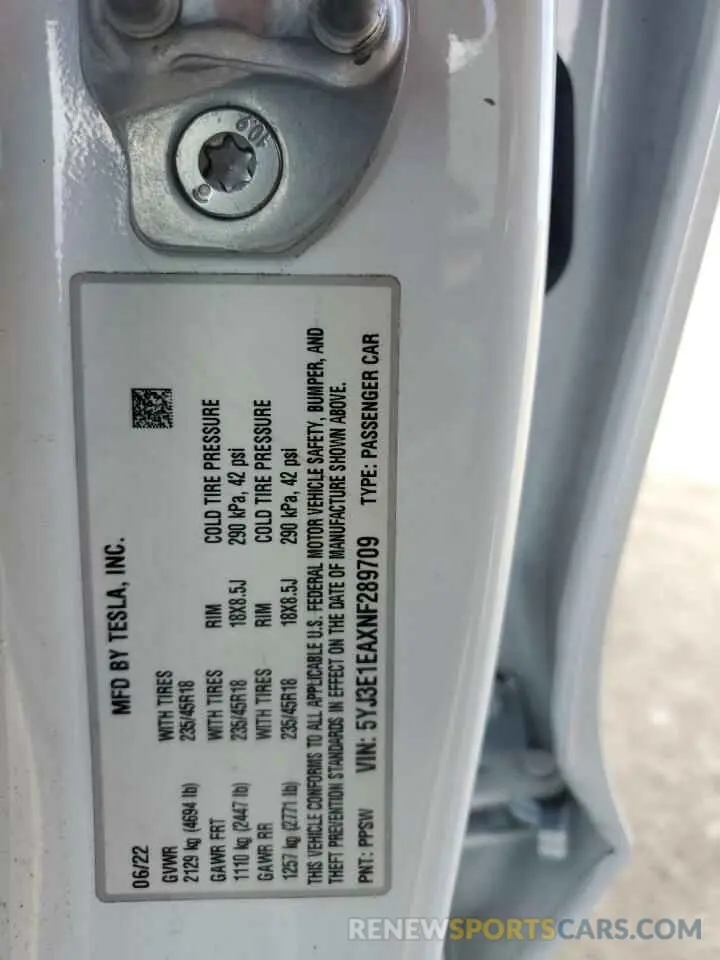 60F
MFD BY TESLA, INC.
06/22
GVWR WITH TIRES
2129 kg (4694 lb) 235/45R18
GAWR FRT WITH TIRES RIM COLD TIRE PRESSURE
1110 kg (2447 lb) 235/45R18 18X8.5J 290 kPa, 42 psi
GAWR RR WITH TIRES RIM COLD TIRE PRESSURE
1257 kg (2771 lb) 235/45R18 18X8.5J 290 kPa, 42 psi
THIS VEHICLE CONFORMS TO ALL APPLICABLE U.S. FEDERAL MOTOR VEHICLE SAFETY, BUMPER, AND
THEFT PREVENTION STANDARDS IN EFFECT ON THE DATE OF MANUFACTURE SHOWN ABOVE.
PNT: PPSW VIN: 5YJ3E1EAXNF289709 TYPE: PASSENGER CAR
RENEWSPORTSCARS.COM